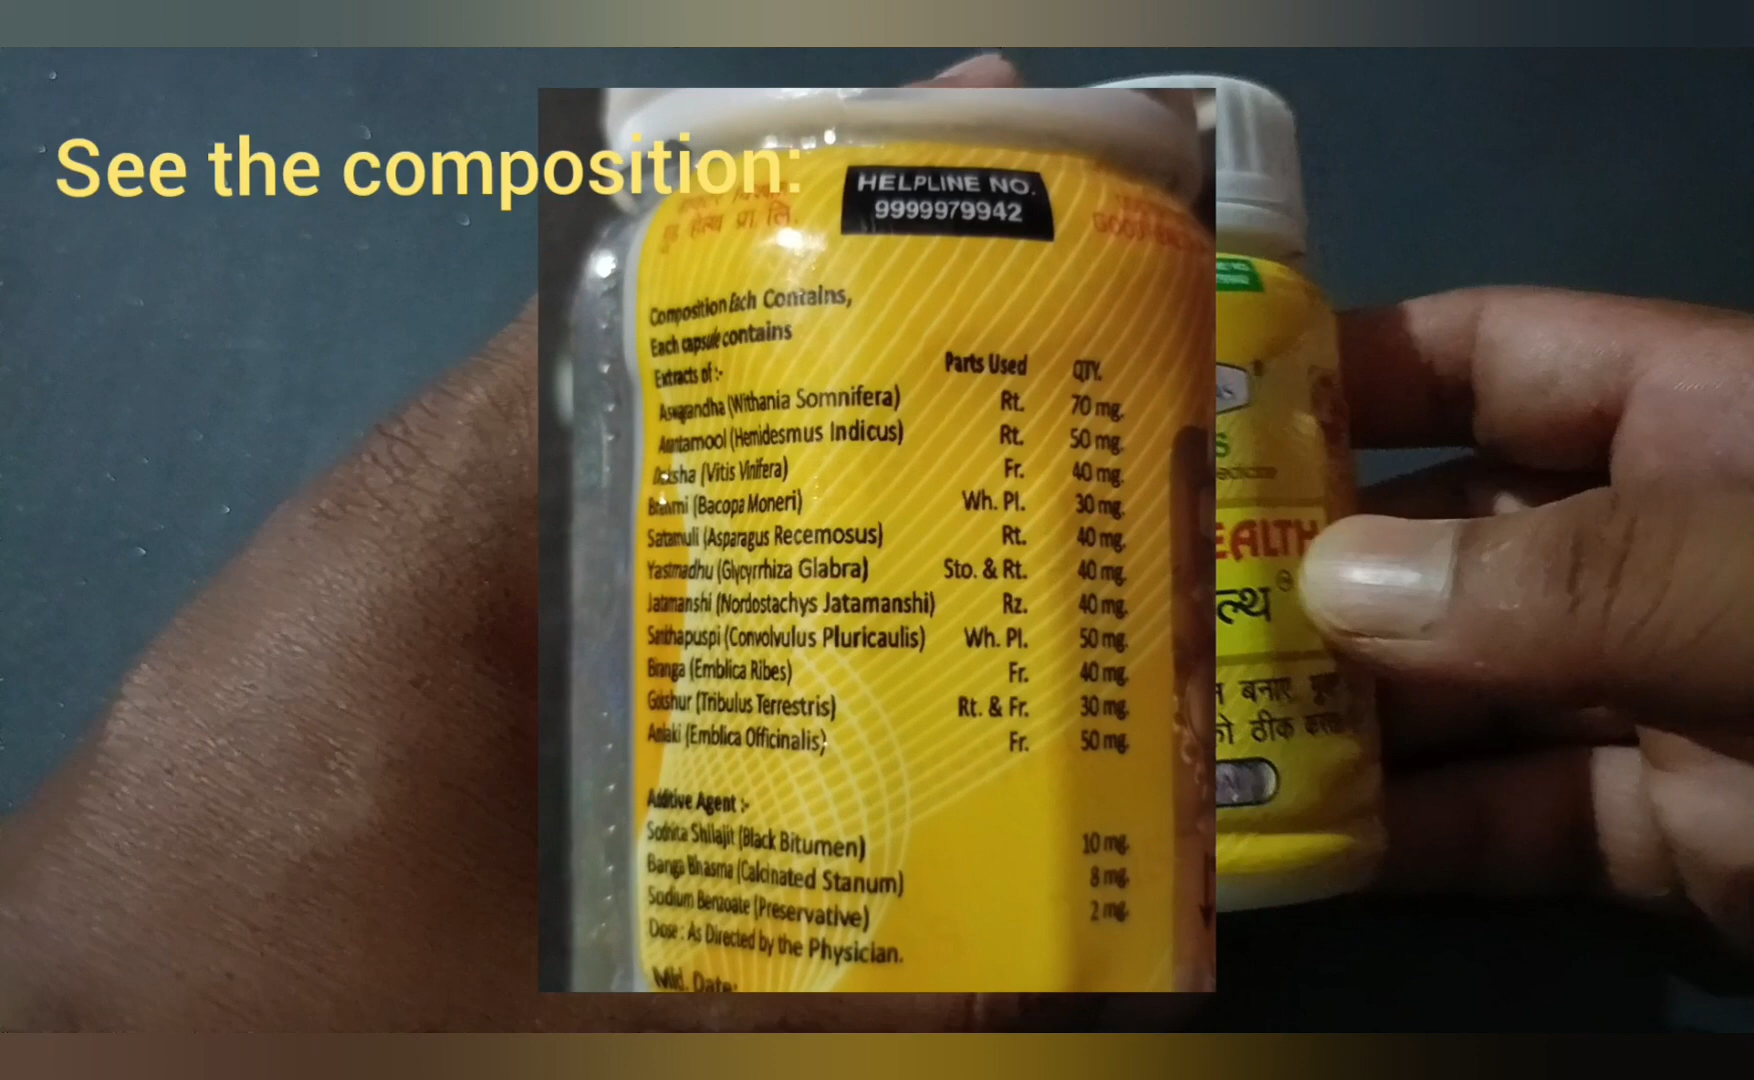 See the composition:
HELPLINE NO.
9999979942
हेल्थ प्रा. लि.
Composition Each Contains,
Each capsule contains
Extracts of :- Parts Used QTY.
Aswagandha (Withania Somnifera) Rt. 70 mg.
Anantamool (Hemidesmus Indicus) Rt. 50 mg.
Draksha (Vitis Vinifera) Fr. 40 mg.
Brahmi (Bacopa Moneri) Wh. Pl. 30 mg.
Satamuli (Asparagus Recemosus) Rt. 40 mg.
Yastmadhu (Glycyrrhiza Glabra) Sto. & Rt. 40 mg.
Jatamanshi (Nordostachys Jatamanshi) Rz. 40 mg.
Sankhapuspi (Convolvulus Pluricaulis) Wh. Pl. 50 mg.
Biranga (Emblica Ribes) Fr. 40 mg.
Gokshur (Tribulus Terrestris) Rt. & Fr. 30 mg.
Amlaki (Emblica Officinalis) Fr. 50 mg.
Additive Agent :-
Sodhita Shilajit (Black Bitumen) 10 mg.
Banga Bhasma (Calcinated Stanum) 8 mg.
Sodium Benzoate (Preservative) 2 mg.
Dose : As Directed by the Physician.
Mfd. Date:
EALTH
ल्थ
बनाए
को ठीक